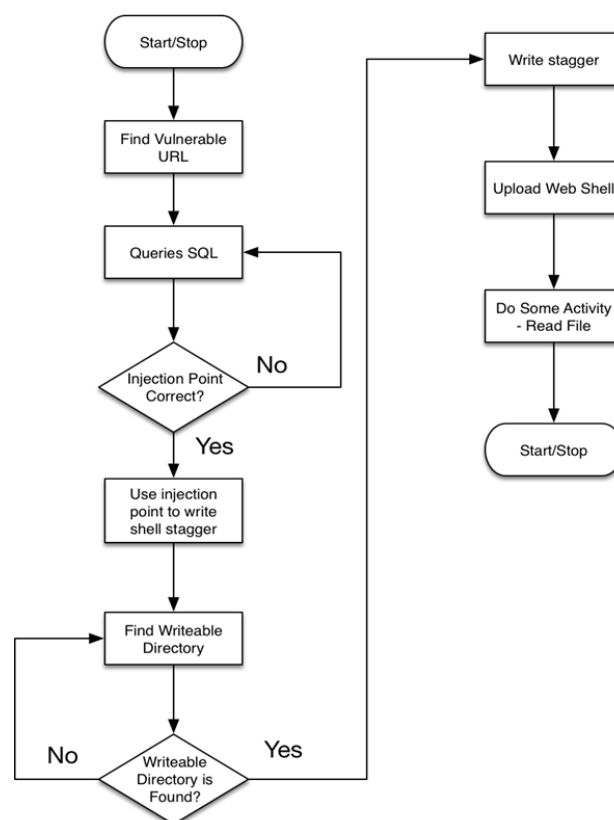 Start/Stop
Find Vulnerable
URL
Queries SQL
Injection Point
Correct?
No
Yes
Use injection
point to write
shell stagger
Find Writeable
Directory
Writeable
Directory is
Found?
No
Yes
Write stagger
Upload Web Shell
Do Some Activity
- Read File
Start/Stop